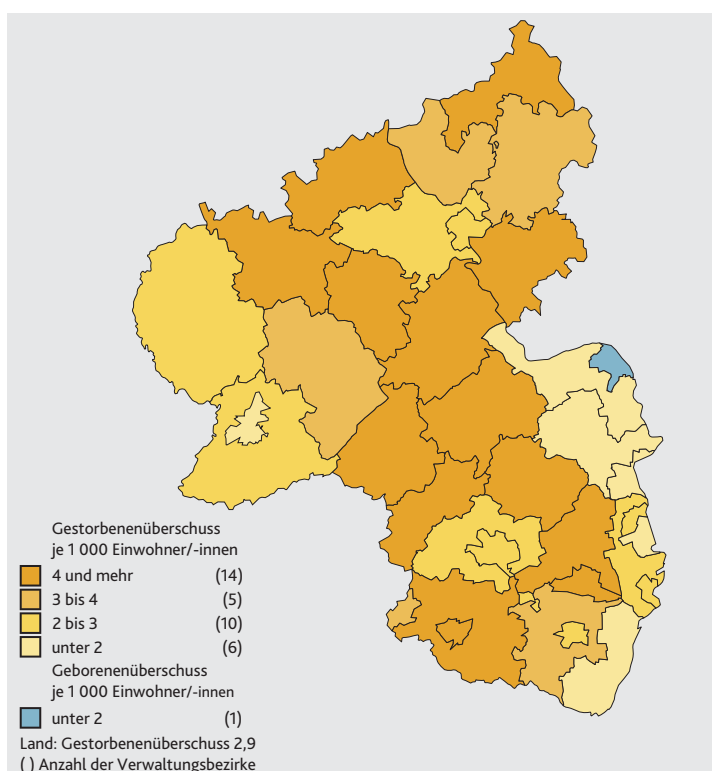 Gestorbenenüberschuss
je 1 000 Einwohner/-innen
4 und mehr (14)
3 bis 4 (5)
2 bis 3 (10)
unter 2 (6)
Geborenenüberschuss
je 1 000 Einwohner/-innen
unter 2 (1)
Land: Gestorbenenüberschuss 2,9
( ) Anzahl der Verwaltungsbezirke